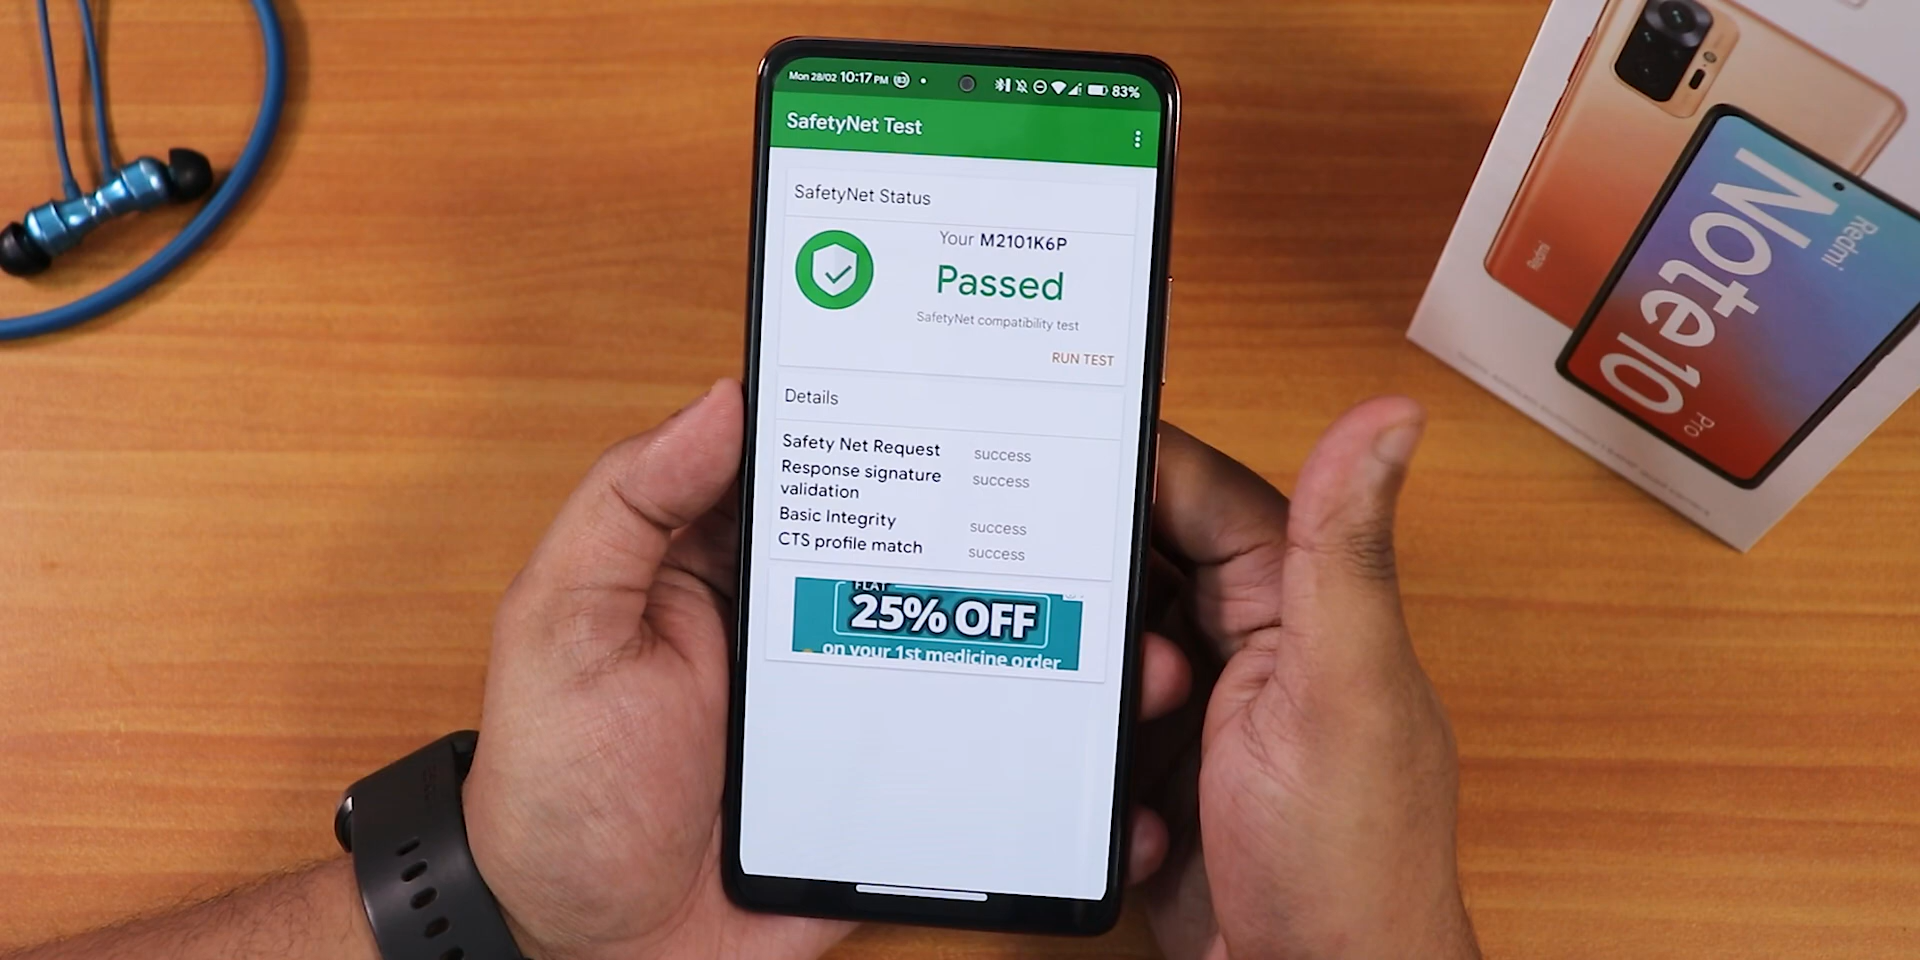 Mon 28/02 10:17 PM 83
83%
SafetyNet Test
SafetyNet Status
Your M2101K6P
Passed
SafetyNet compatibility test
RUN TEST
Details
Safety Net Request success
Response signature validation success
Basic Integrity success
CTS profile match success
FLAT
25% OFF
on your 1st medicine order
Redmi
Redmi
Note 10
Pro